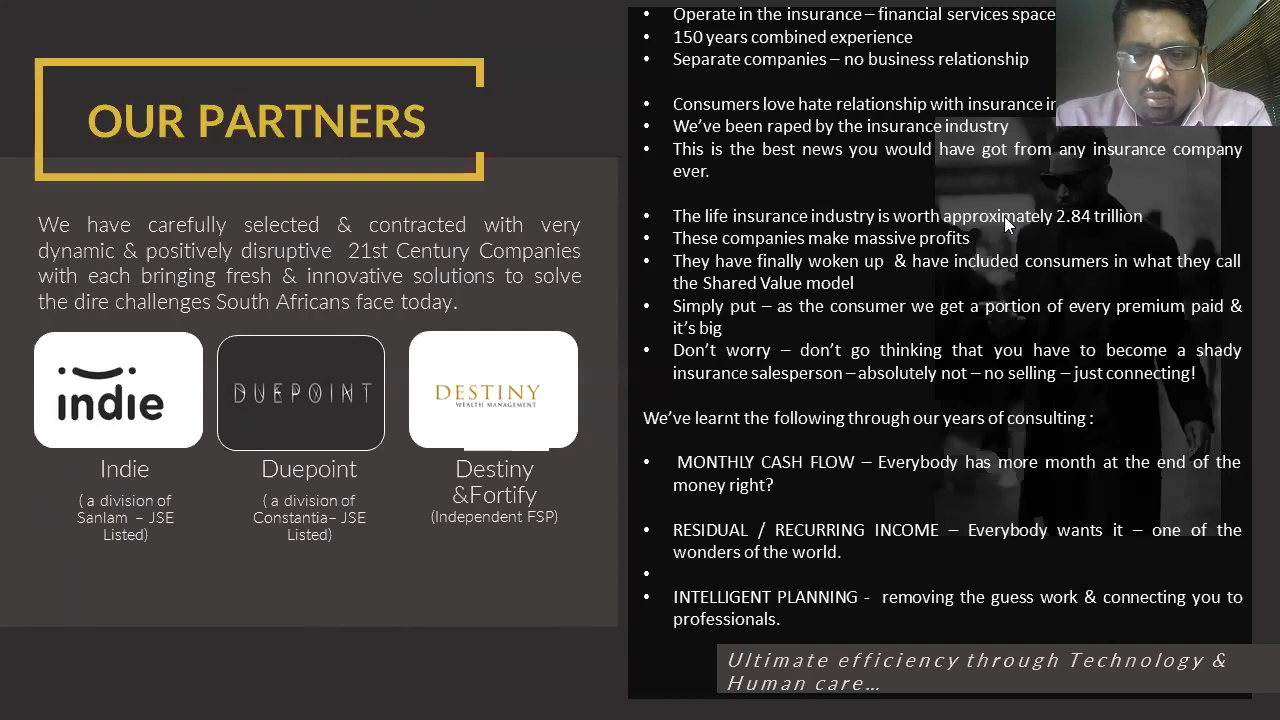 OUR PARTNERS
We have carefully selected & contracted with very
dynamic & positively disruptive 21st Century Companies
with each bringing fresh & innovative solutions to solve
the dire challenges South Africans face today.
indie
DUEPOINT
DESTINY
WEALTH MANAGEMENT
Indie
( a division of
Sanlam – JSE
Listed)
Duepoint
( a division of
Constantia– JSE
Listed)
Destiny
&Fortify
(Independent FSP)
• Operate in the insurance – financial services space
• 150 years combined experience
• Separate companies – no business relationship
• Consumers love hate relationship with insurance
• We've been raped by the insurance industry
• This is the best news you would have got from any insurance company
ever.
• The life insurance industry is worth approximately 2.84 trillion
• These companies make massive profits
• They have finally woken up & have included consumers in what they call
the Shared Value model
• Simply put – as the consumer we get a portion of every premium paid &
it's big
• Don't worry – don't go thinking that you have to become a shady
insurance salesperson – absolutely not – no selling – just connecting!
We've learnt the following through our years of consulting :
• MONTHLY CASH FLOW – Everybody has more month at the end of the
money right?
• RESIDUAL / RECURRING INCOME – Everybody wants it – one of the
wonders of the world.
•
• INTELLIGENT PLANNING - removing the guess work & connecting you to
professionals.
Ultimate efficiency through Technology &
Human care…